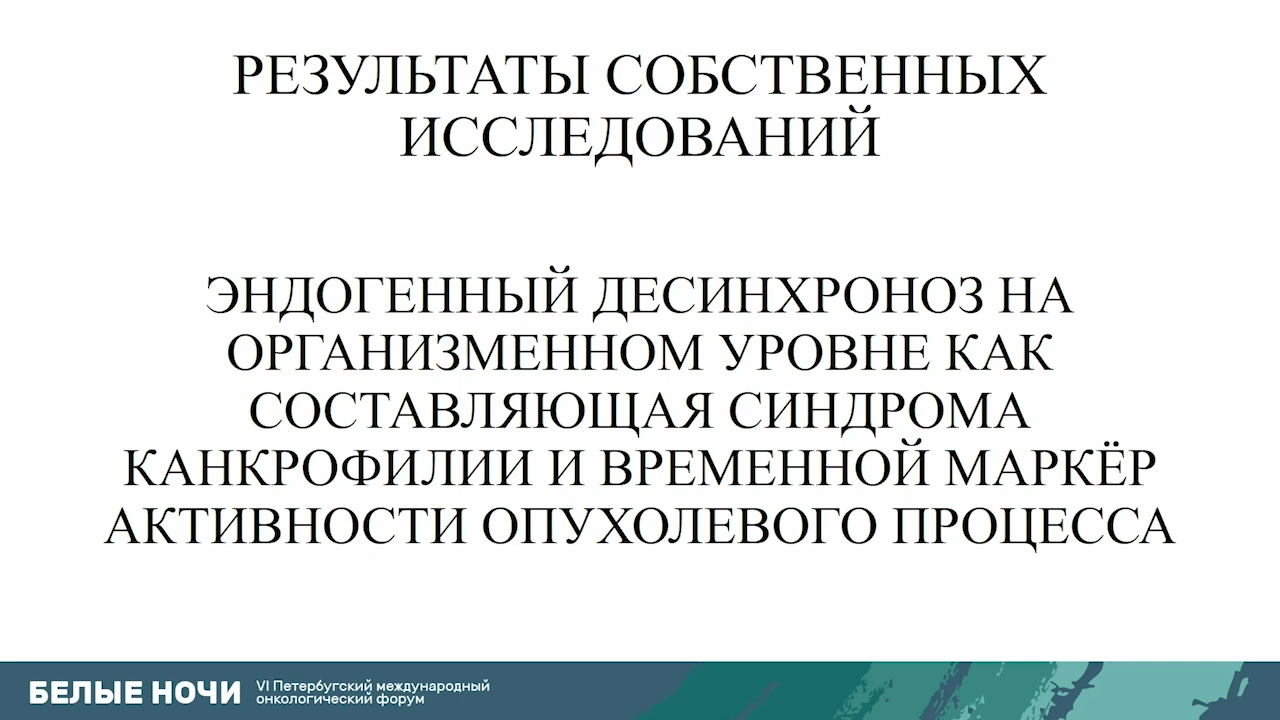 РЕЗУЛЬТАТЫ СОБСТВЕННЫХ
ИССЛЕДОВАНИЙ
ЭНДОГЕННЫЙ ДЕСИНХРОНОЗ НА
ОРГАНИЗМЕННОМ УРОВНЕ КАК
СОСТАВЛЯЮЩАЯ СИНДРОМА
КАНКРОФИЛИИ И ВРЕМЕННОЙ МАРКЁР
АКТИВНОСТИ ОПУХОЛЕВОГО ПРОЦЕССА
БЕЛЫЕ НОЧИ
VI Петербугский международный
онкологический форум